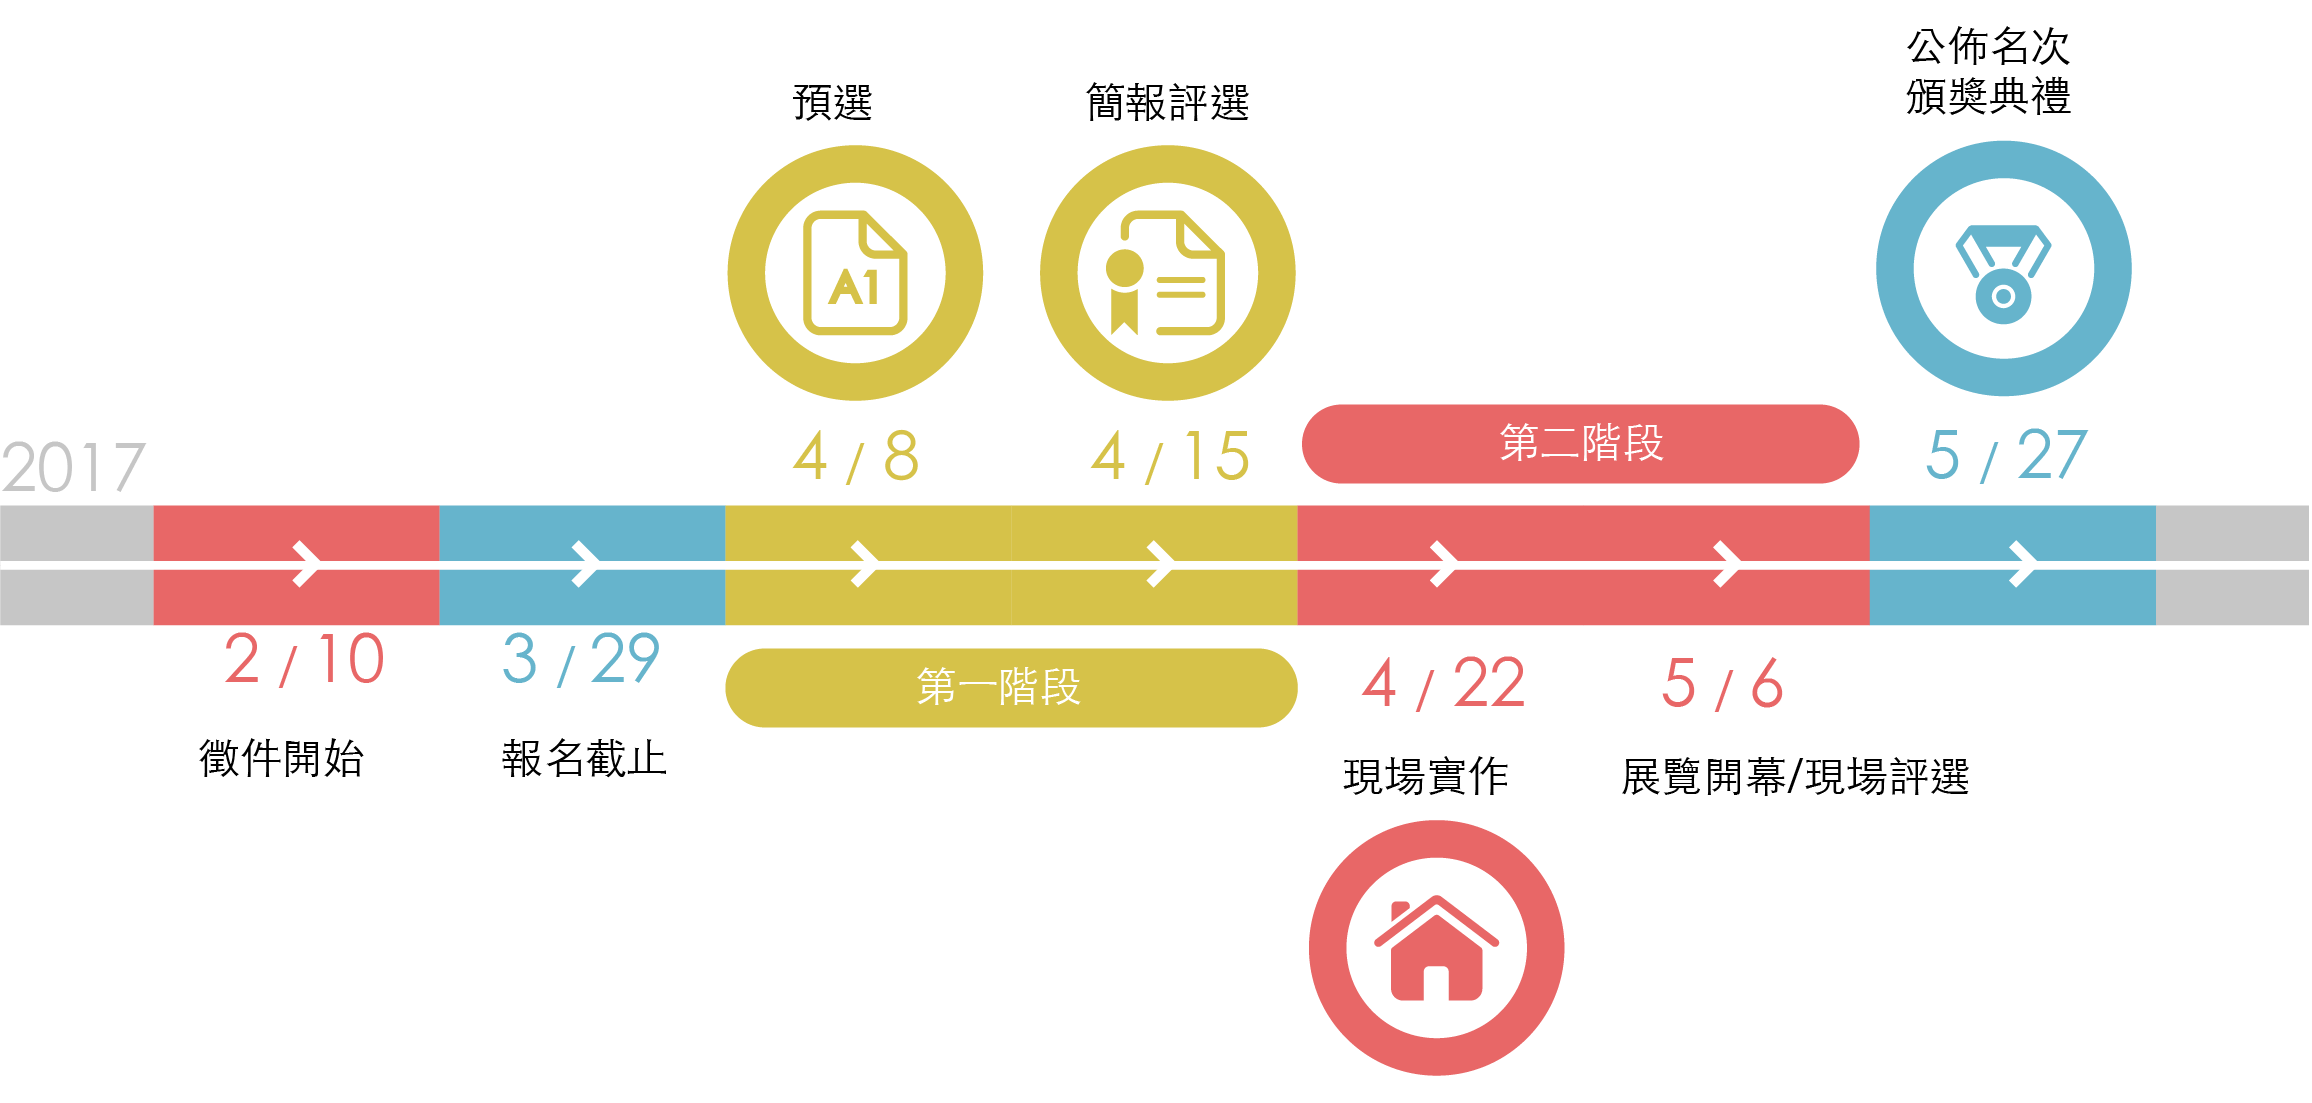 公佈名次
頒獎典禮
預選
簡報評選
A1
2017
4 / 8
4 / 15
第二階段
5 / 27
2 / 10
3 / 29
第一階段
4 / 22
5 / 6
徵件開始
報名截止
現場實作
展覽開幕/現場評選